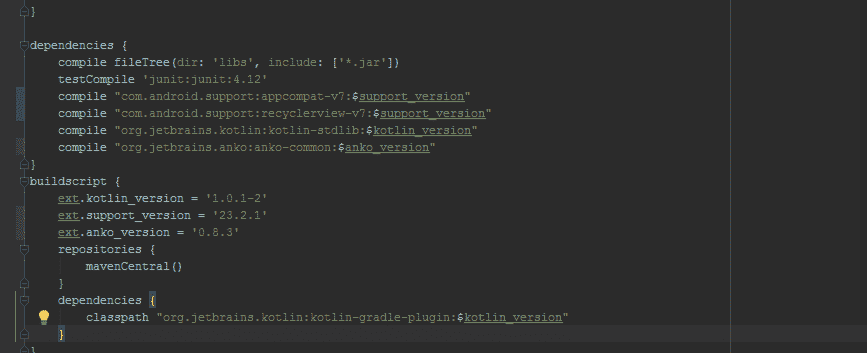 }
dependencies {
compile fileTree(dir: 'libs', include: ['*.jar'])
testCompile 'junit:junit:4.12'
compile "com.android.support:appcompat-v7:$support_version"
compile "com.android.support:recyclerview-v7:$support_version"
compile "org.jetbrains.kotlin:kotlin-stdlib:$kotlin_version"
compile "org.jetbrains.anko:anko-common:$anko_version"
}
buildscript {
ext.kotlin_version = '1.0.1-2'
ext.support_version = '23.2.1'
ext.anko_version = '0.8.3'
repositories {
mavenCentral()
}
dependencies {
classpath "org.jetbrains.kotlin:kotlin-gradle-plugin:$kotlin_version"
}
}